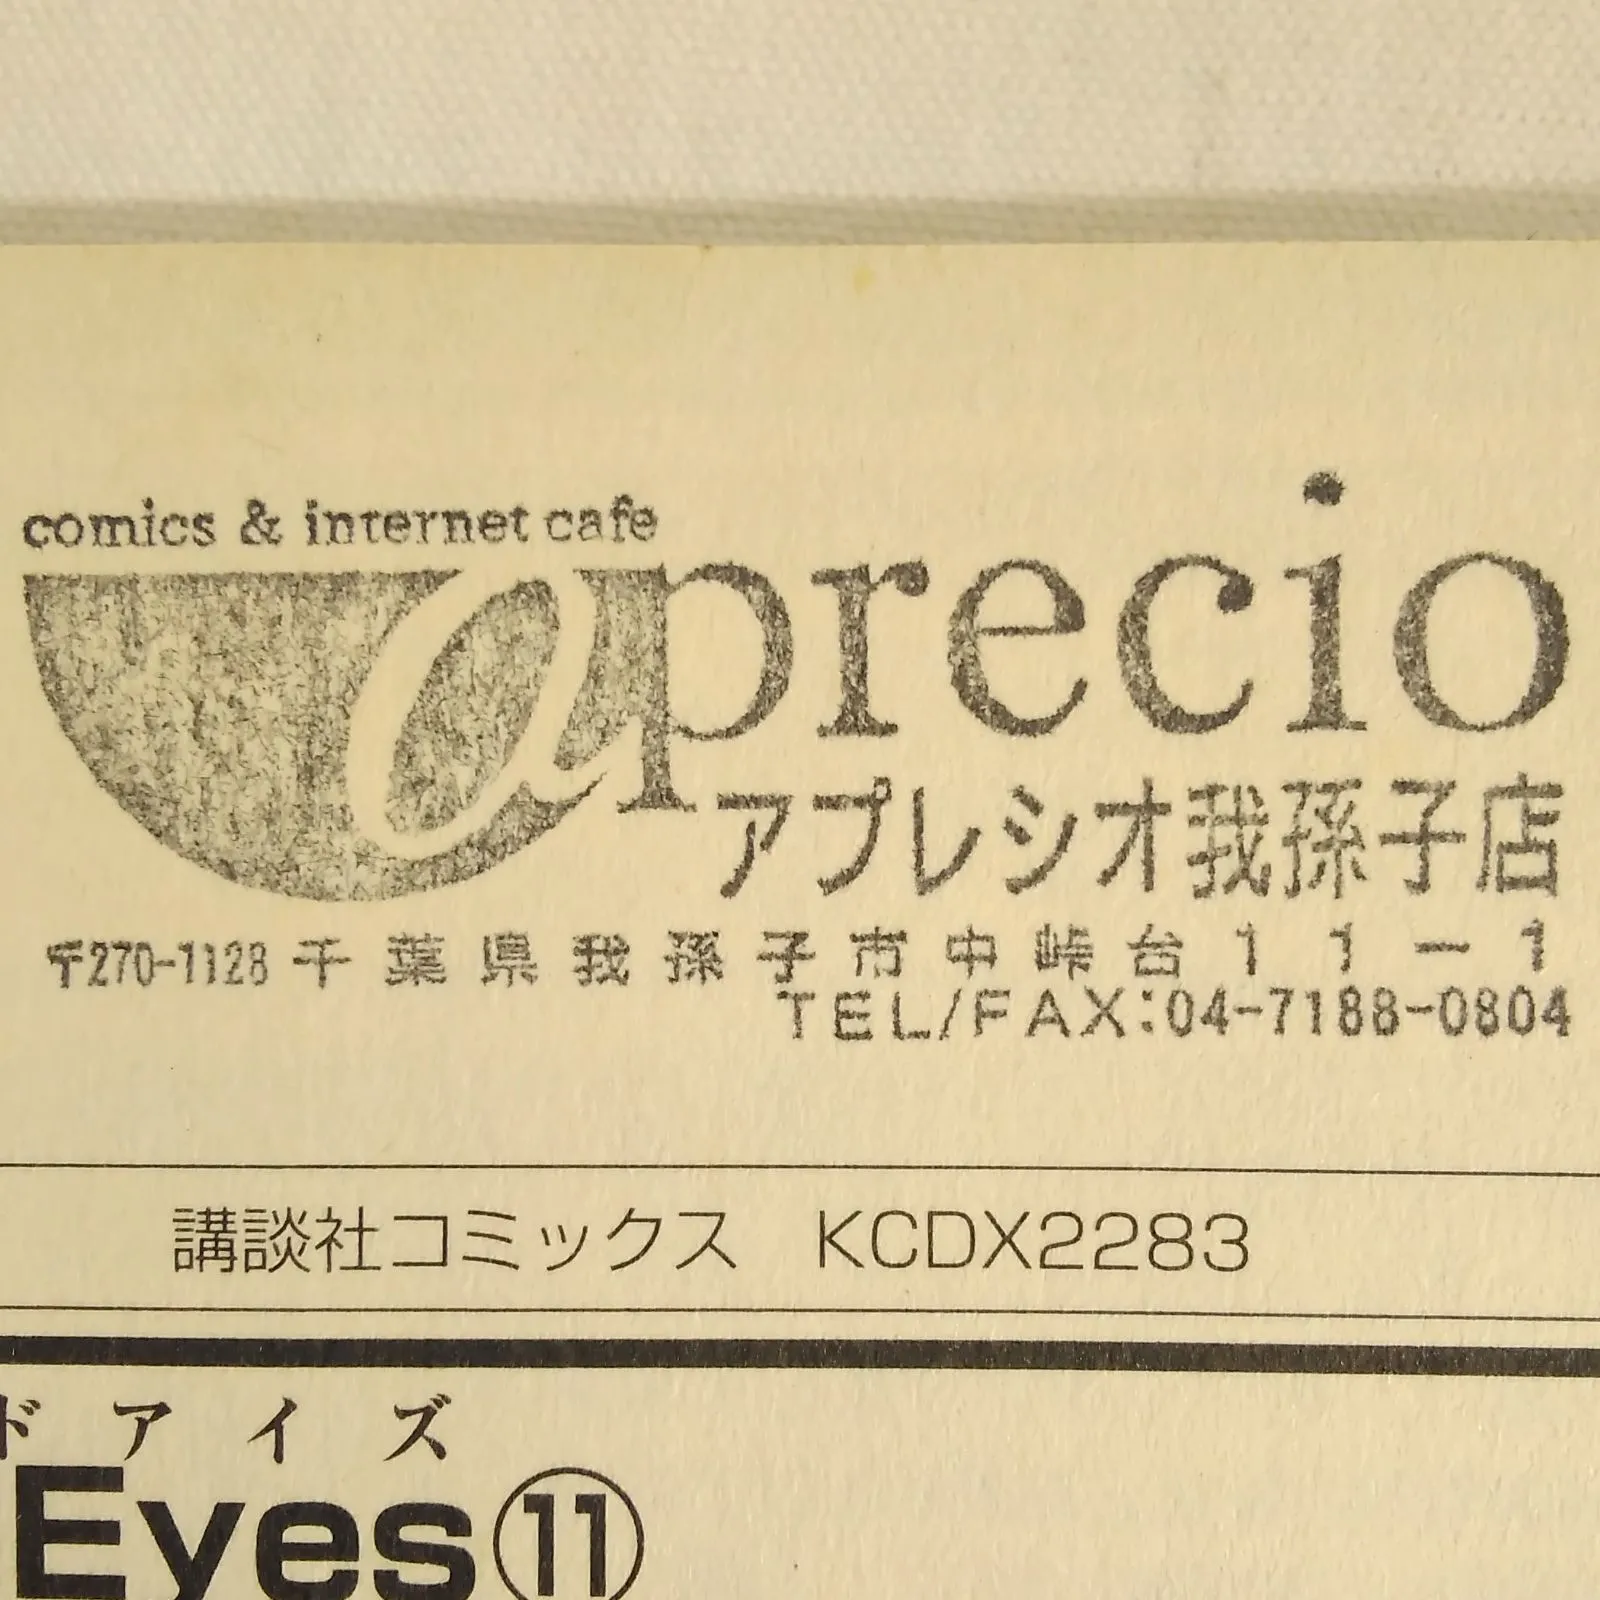 comics & internet cafe
aprecio
アプレシオ我孫子店
〒270-1128 千葉県我孫子市中峠台11-1
TEL/FAX:04-7188-0804
講談社コミックス KCDX2283
ドアイズ
Eyes⑪